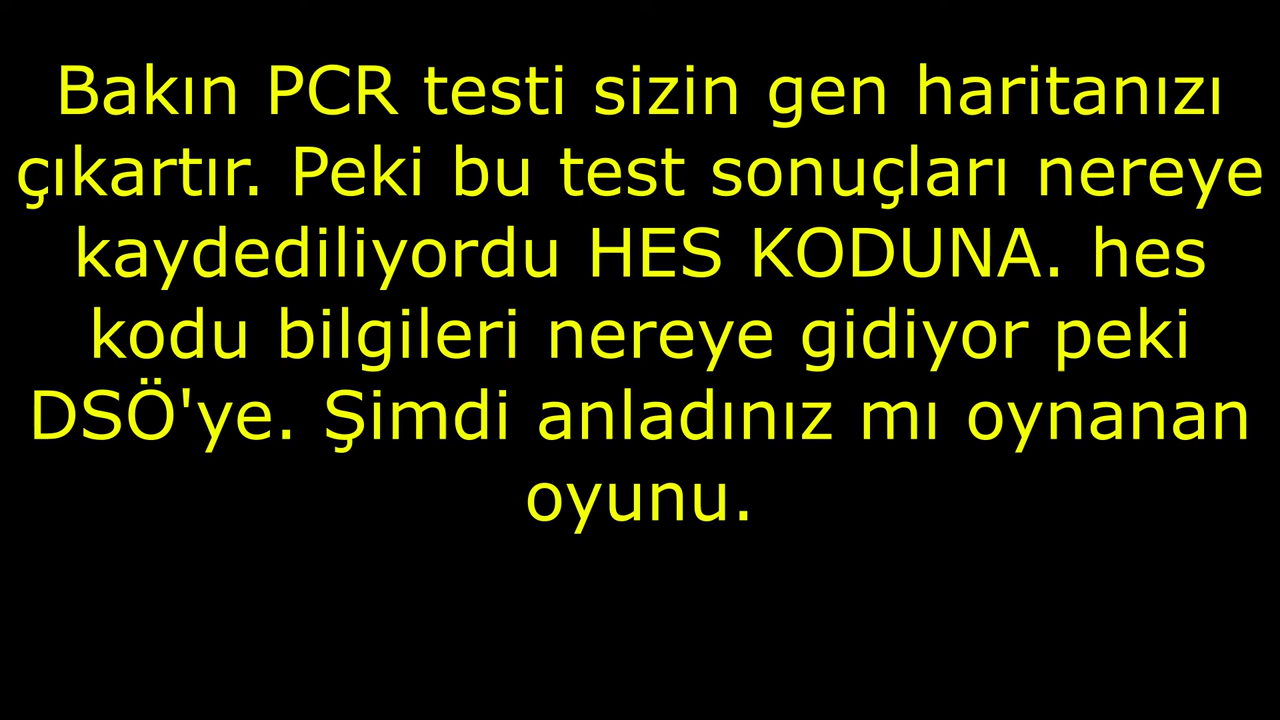 Bakın PCR testi sizin gen haritanızı
çıkartır. Peki bu test sonuçları nereye
kaydediliyordu HES KODUNA. hes
kodu bilgileri nereye gidiyor peki
DSÖ'ye. Şimdi anladınız mı oynanan
oyunu.